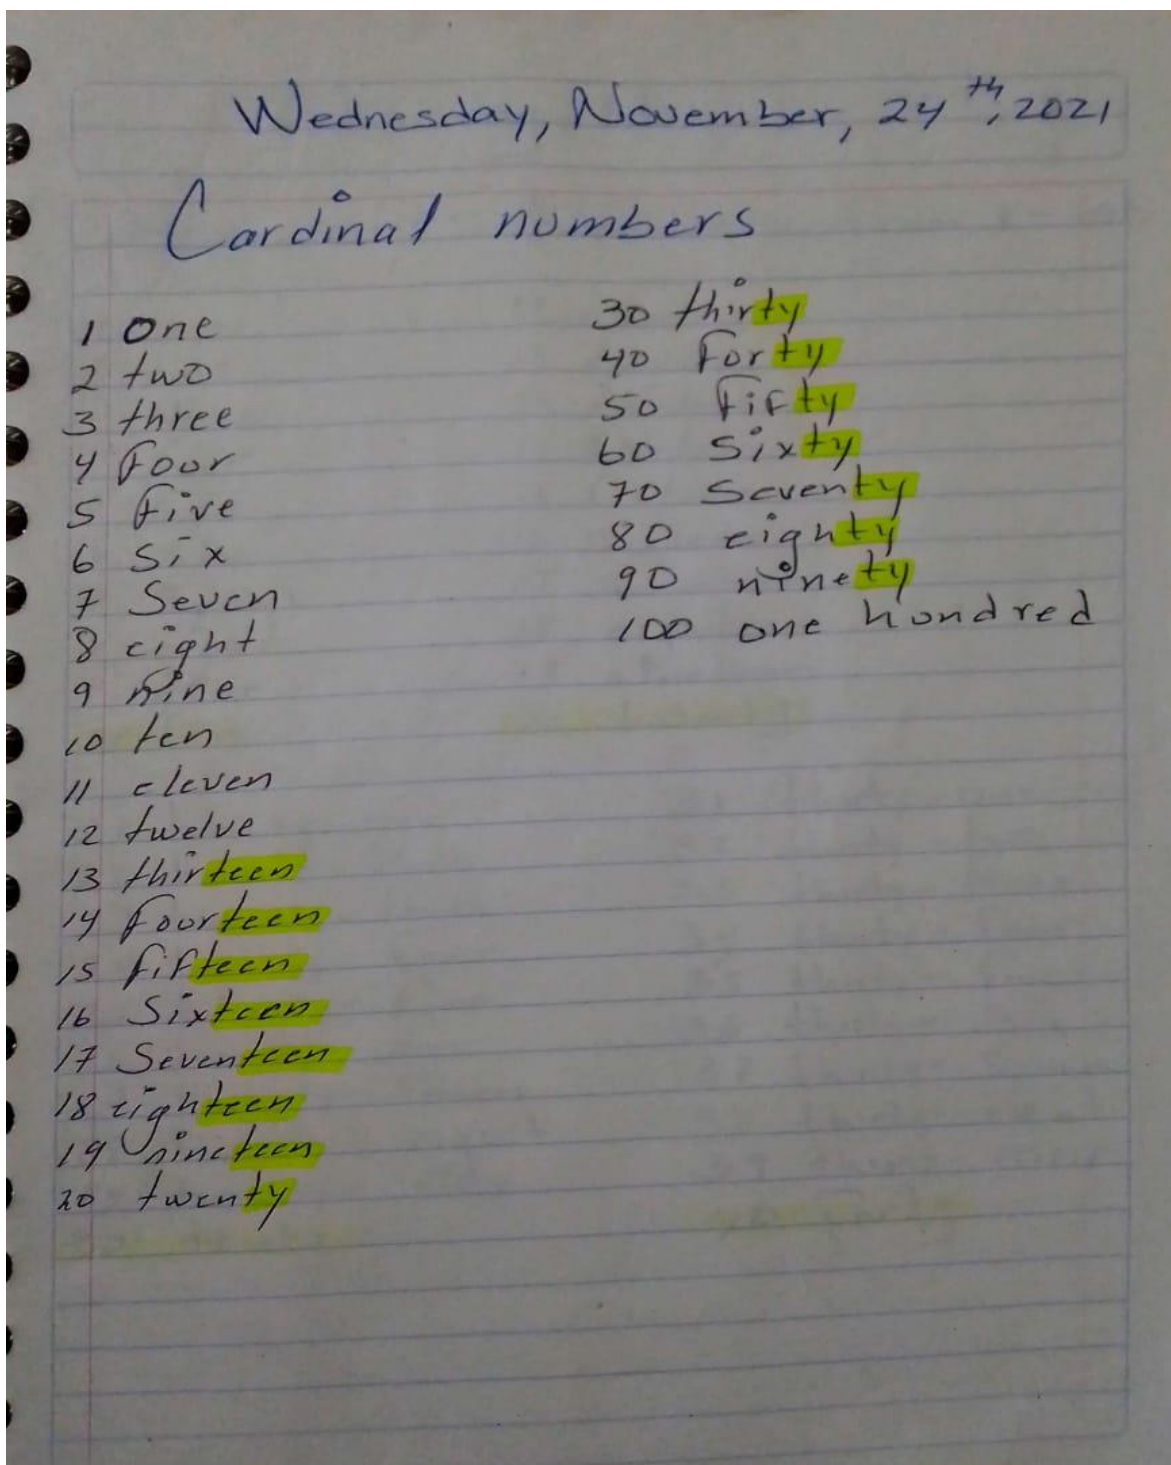 Wednesday, November, 24th, 2021
Cardinal numbers
1 one
2 two
3 three
4 four
5 five
6 six
7 Seven
8 eight
9 nine
10 ten
11 eleven
12 twelve
13 thirteen
14 fourteen
15 fifteen
16 Sixteen
17 Seventeen
18 eighteen
19 nineteen
20 twenty
30 thirty
40 forty
50 fifty
60 Sixty
70 Seventy
80 eighty
90 ninety
100 one hundred